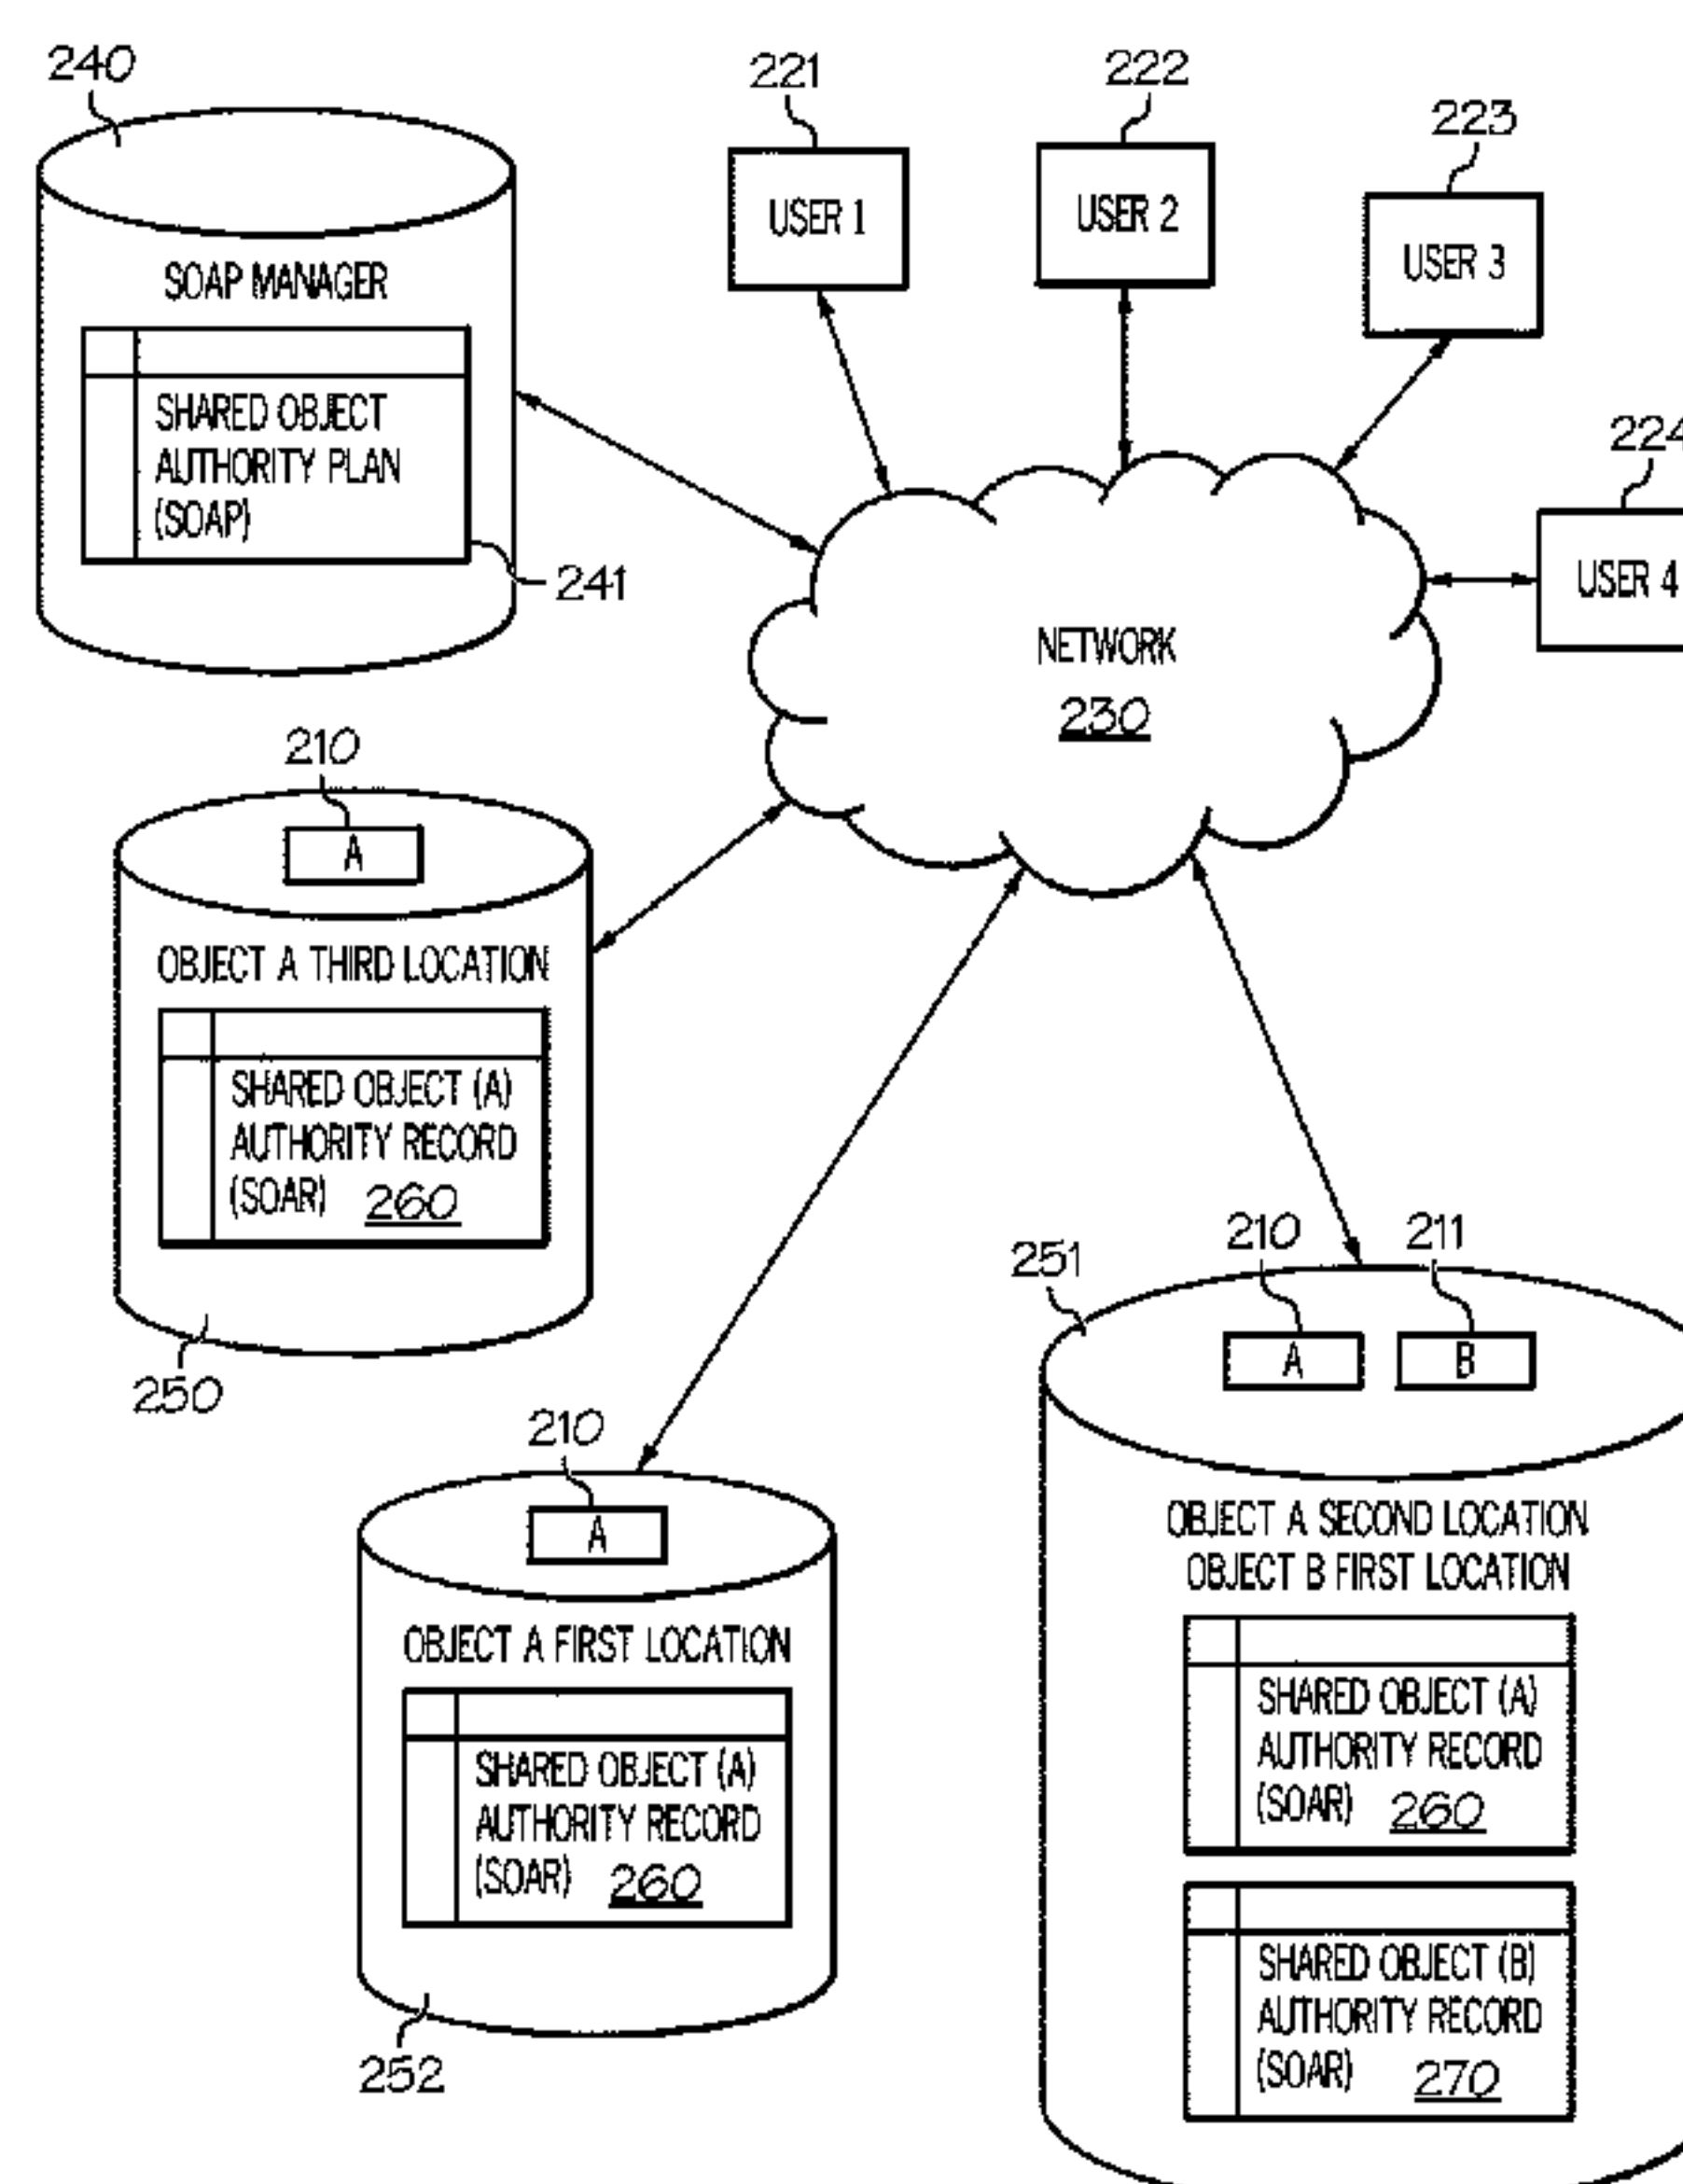 240
221
222
223
USER 1
USER 2
USER 3
SOAP MANAGER
SHARED OBJECT
AUTHORITY PLAN
(SOAP)
241
224
USER 4
NETWORK
230
210
A
OBJECT A THIRD LOCATION
SHARED OBJECT (A)
AUTHORITY RECORD
(SOAR) 260
250
210
A
OBJECT A FIRST LOCATION
SHARED OBJECT (A)
AUTHORITY RECORD
(SOAR) 260
252
251
210
211
A
B
OBJECT A SECOND LOCATION
OBJECT B FIRST LOCATION
SHARED OBJECT (A)
AUTHORITY RECORD
(SOAR) 260
SHARED OBJECT (B)
AUTHORITY RECORD
(SOAR) 270